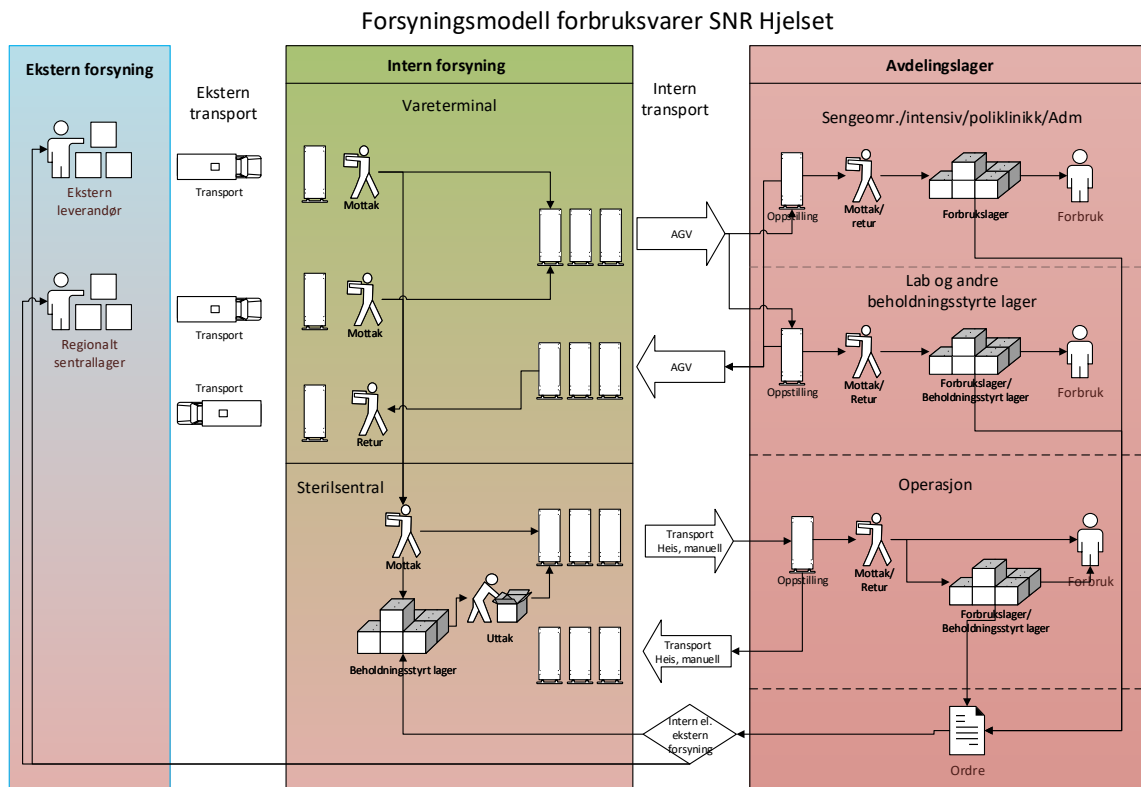 Forsyningsmodell forbruksvarer SNR Hjelset
Ekstern forsyning
Ekstern
leverandør
Regionalt
sentrallager
Ekstern
transport
Transport
Transport
Transport
Intern forsyning
Vareterminal
Mottak
Mottak
Retur
Sterilsentral
Mottak
Uttak
Beholdningsstyrt lager
Intern
transport
AGV
AGV
Transport
Heis, manuell
Transport
Heis, manuell
Intern el.
ekstern
forsyning
Avdelingslager
Sengeomr./intensiv/poliklinikk/Adm
Oppstilling
Mottak/
retur
Forbrukslager
Forbruk
Lab og andre
beholdningsstyrte lager
Oppstilling
Mottak/
Retur
Forbrukslager/
Beholdningsstyrt lager
Forbruk
Operasjon
Oppstilling
Mottak/
Retur
Forbrukslager/
Beholdningsstyrt lager
Forbruk
Ordre